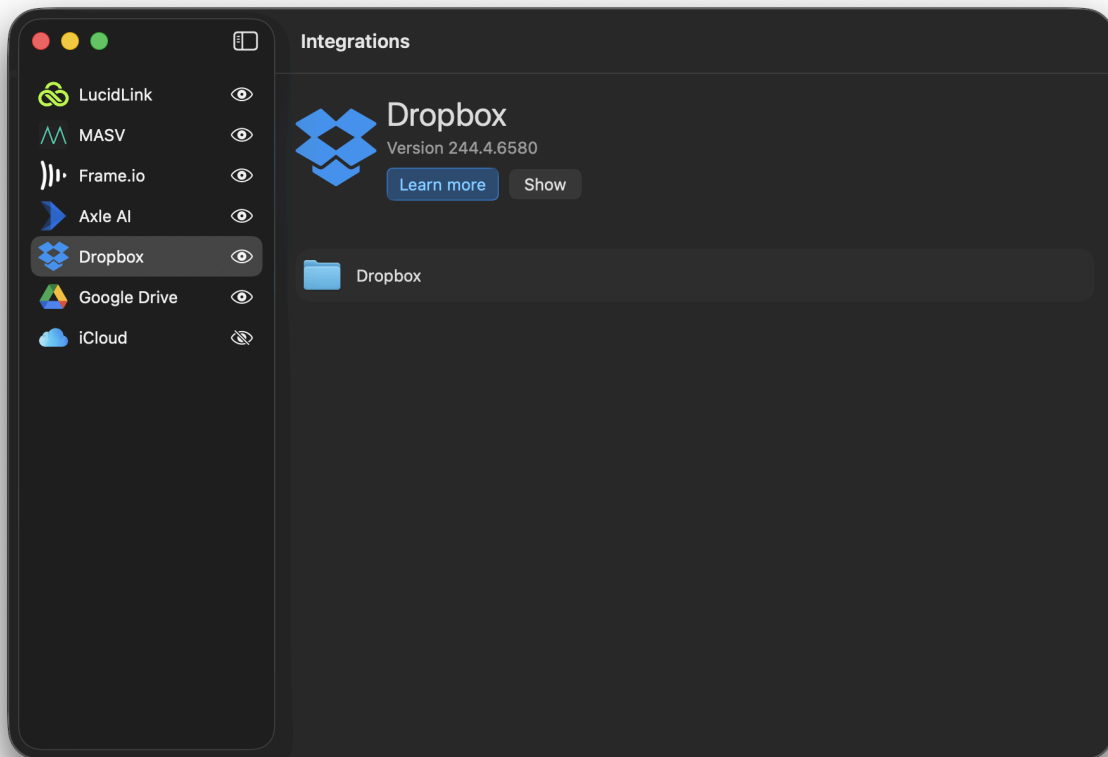 Integrations
LucidLink
MASV
Frame.io
Axle AI
Dropbox
Google Drive
iCloud
Dropbox
Version 244.4.6580
Learn more
Show
Dropbox